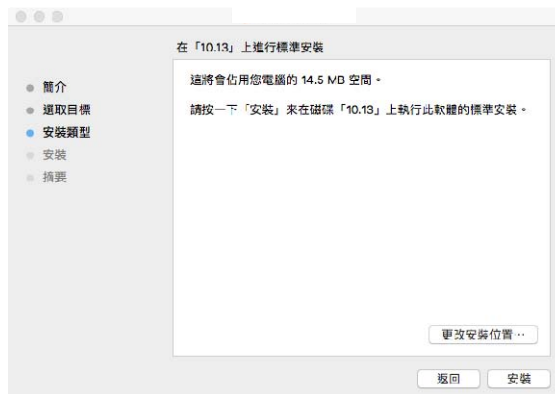 在「10.13」上進行標準安裝
簡介
選取目標
安裝類型
安裝
摘要
這將會佔用您電腦的 14.5 MB 空間。
請按一下「安裝」來在磁碟「10.13」上執行此軟體的標準安裝。
更改安裝位置⋯
返回
安裝